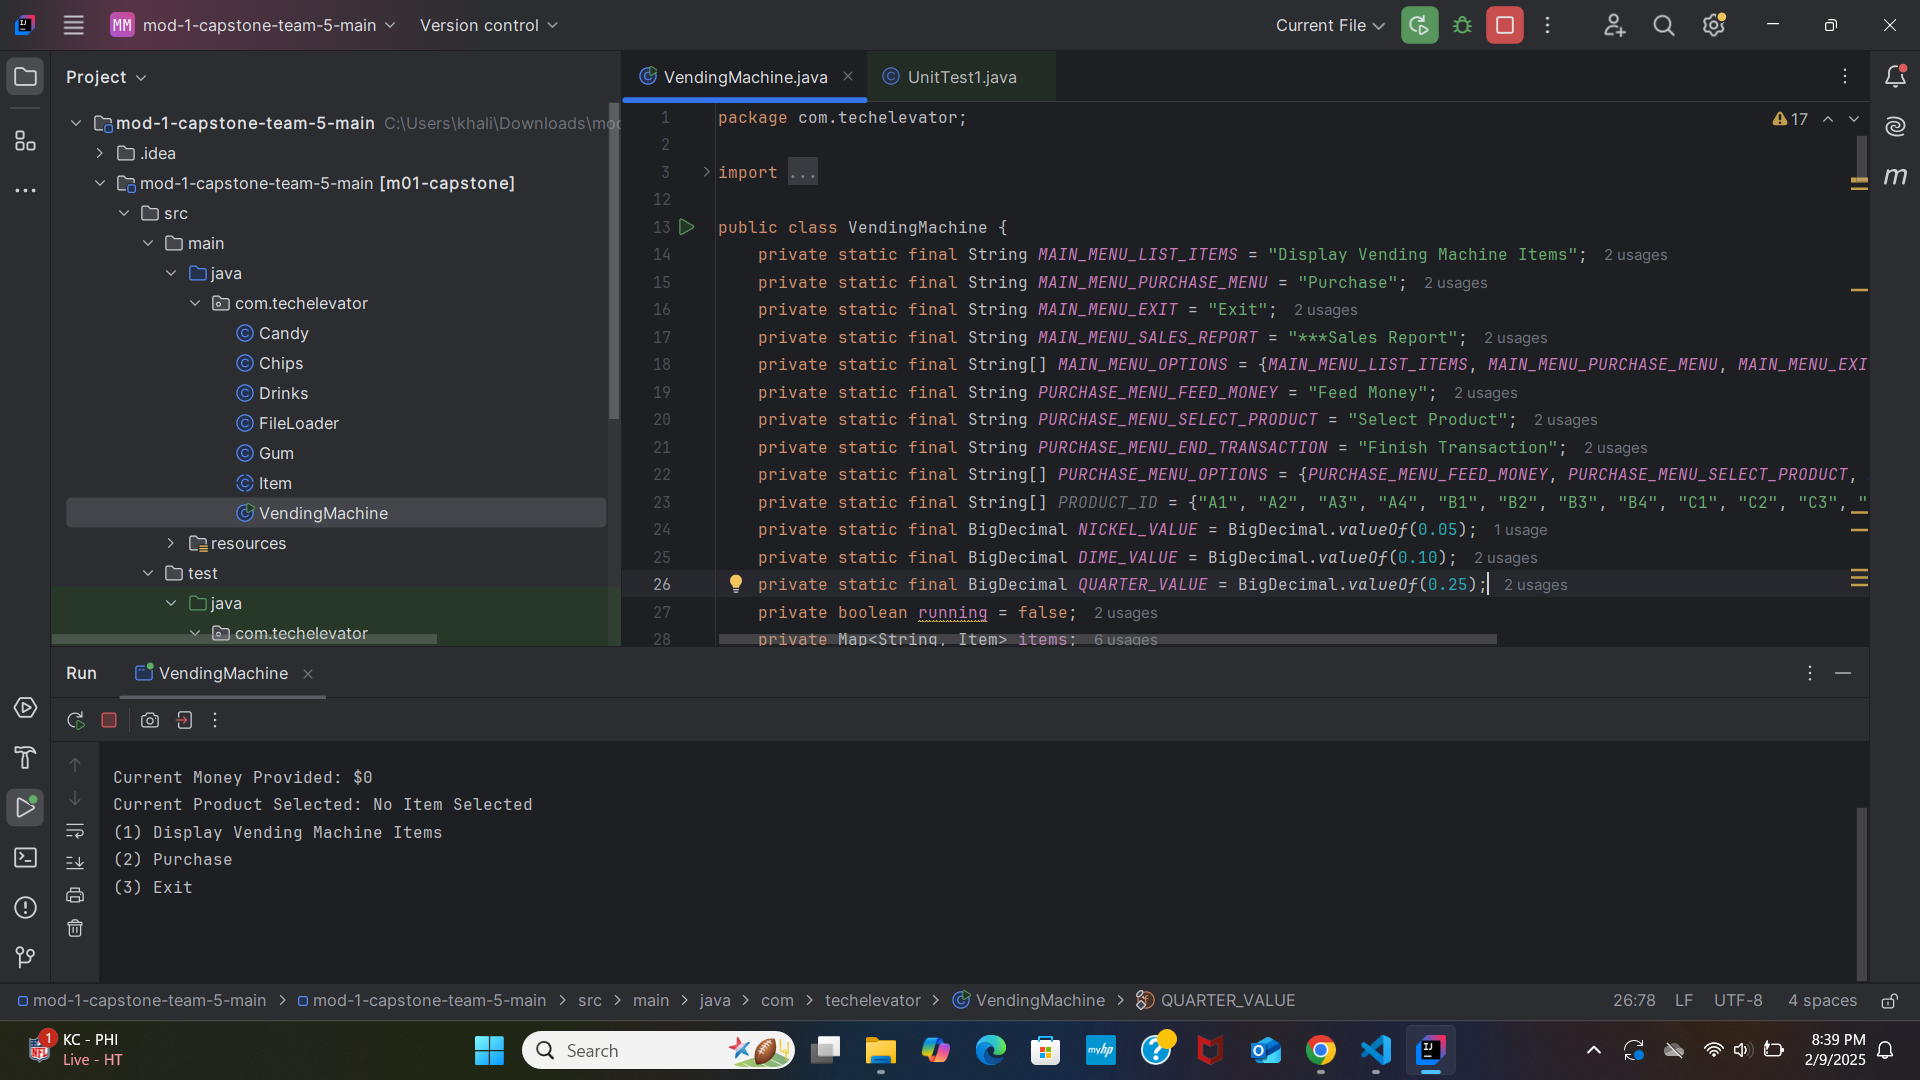 MM mod-1-capstone-team-5-main Version control Current File
Project
mod-1-capstone-team-5-main C:\Users\khali\Downloads\mo
.idea
mod-1-capstone-team-5-main [m01-capstone]
src
main
java
com.techelevator
Candy
Chips
Drinks
FileLoader
Gum
Item
VendingMachine
resources
test
java
com.techelevator
VendingMachine.java UnitTest1.java
17
1 package com.techelevator;
2
3 import ...
12
13 public class VendingMachine {
14 private static final String MAIN_MENU_LIST_ITEMS = "Display Vending Machine Items"; 2 usages
15 private static final String MAIN_MENU_PURCHASE_MENU = "Purchase"; 2 usages
16 private static final String MAIN_MENU_EXIT = "Exit"; 2 usages
17 private static final String MAIN_MENU_SALES_REPORT = "***Sales Report"; 2 usages
18 private static final String[] MAIN_MENU_OPTIONS = {MAIN_MENU_LIST_ITEMS, MAIN_MENU_PURCHASE_MENU, MAIN_MENU_EXI
19 private static final String PURCHASE_MENU_FEED_MONEY = "Feed Money"; 2 usages
20 private static final String PURCHASE_MENU_SELECT_PRODUCT = "Select Product"; 2 usages
21 private static final String PURCHASE_MENU_END_TRANSACTION = "Finish Transaction"; 2 usages
22 private static final String[] PURCHASE_MENU_OPTIONS = {PURCHASE_MENU_FEED_MONEY, PURCHASE_MENU_SELECT_PRODUCT,
23 private static final String[] PRODUCT_ID = {"A1", "A2", "A3", "A4", "B1", "B2", "B3", "B4", "C1", "C2", "C3", "
24 private static final BigDecimal NICKEL_VALUE = BigDecimal.valueOf(0.05); 1 usage
25 private static final BigDecimal DIME_VALUE = BigDecimal.valueOf(0.10); 2 usages
26 private static final BigDecimal QUARTER_VALUE = BigDecimal.valueOf(0.25); 2 usages
27 private boolean running = false; 2 usages
28 private Map<String, Item> items; 6 usages
Run VendingMachine
Current Money Provided: $0
Current Product Selected: No Item Selected
(1) Display Vending Machine Items
(2) Purchase
(3) Exit
mod-1-capstone-team-5-main > mod-1-capstone-team-5-main > src > main > java > com > techelevator > VendingMachine > QUARTER_VALUE 26:78 LF UTF-8 4 spaces
1 KC - PHI
Live - HT
Search
myhp
8:39 PM
2/9/2025